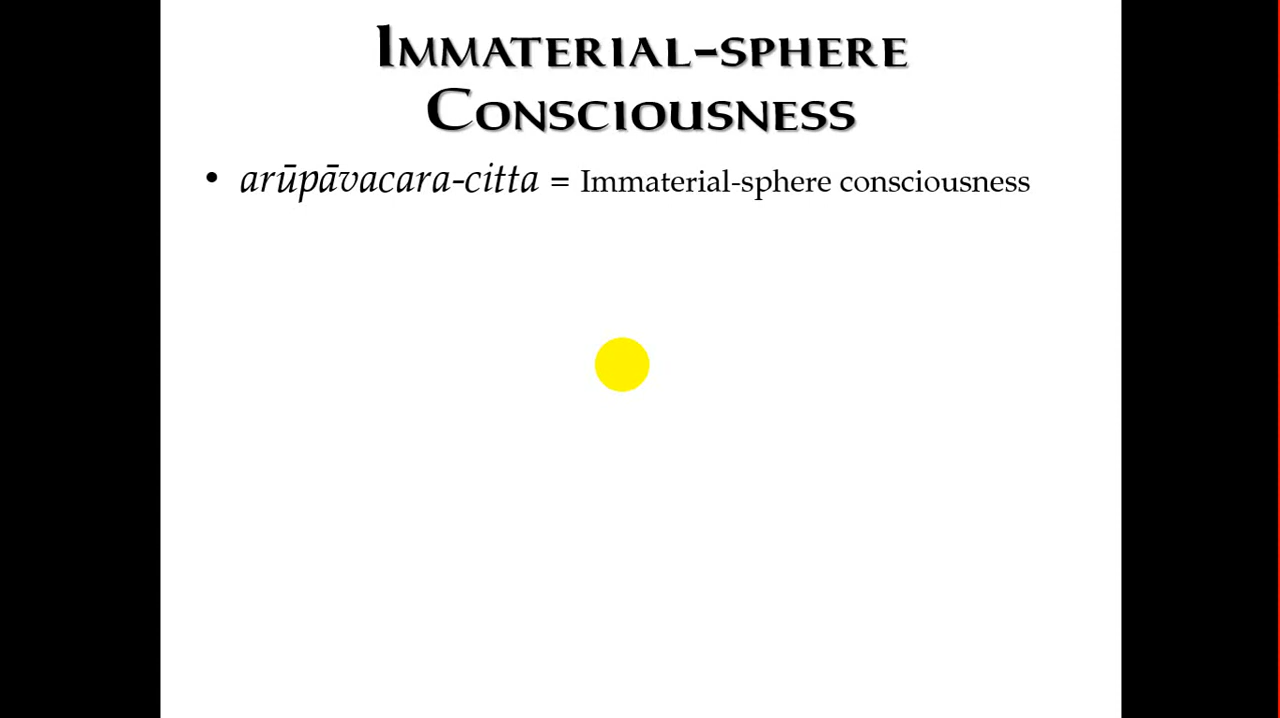 Immaterial-sphere
Consciousness
• arūpāvacara-citta = Immaterial-sphere consciousness